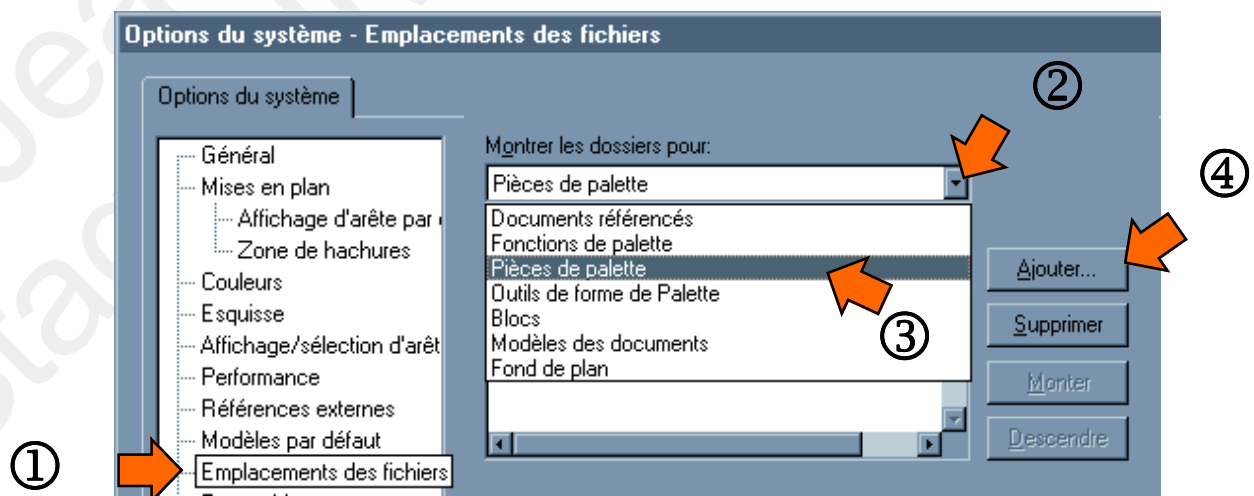 Options du système - Emplacements des fichiers
②
Options du système
Montrer les dossiers pour:
④
Général
Pièces de palette
Mises en plan
Documents référencés
Affichage d'arête par
Fonctions de palette
Zone de hachures
Pièces de palette
Ajouter...
Couleurs
Outils de forme de Palette
Esquisse
Blocs
③
Supprimer
Affichage/sélection d'arêt
Modèles des documents
Performance
Fond de plan
Monter
Références externes
Modèles par défaut
Descendre
①
Emplacements des fichiers